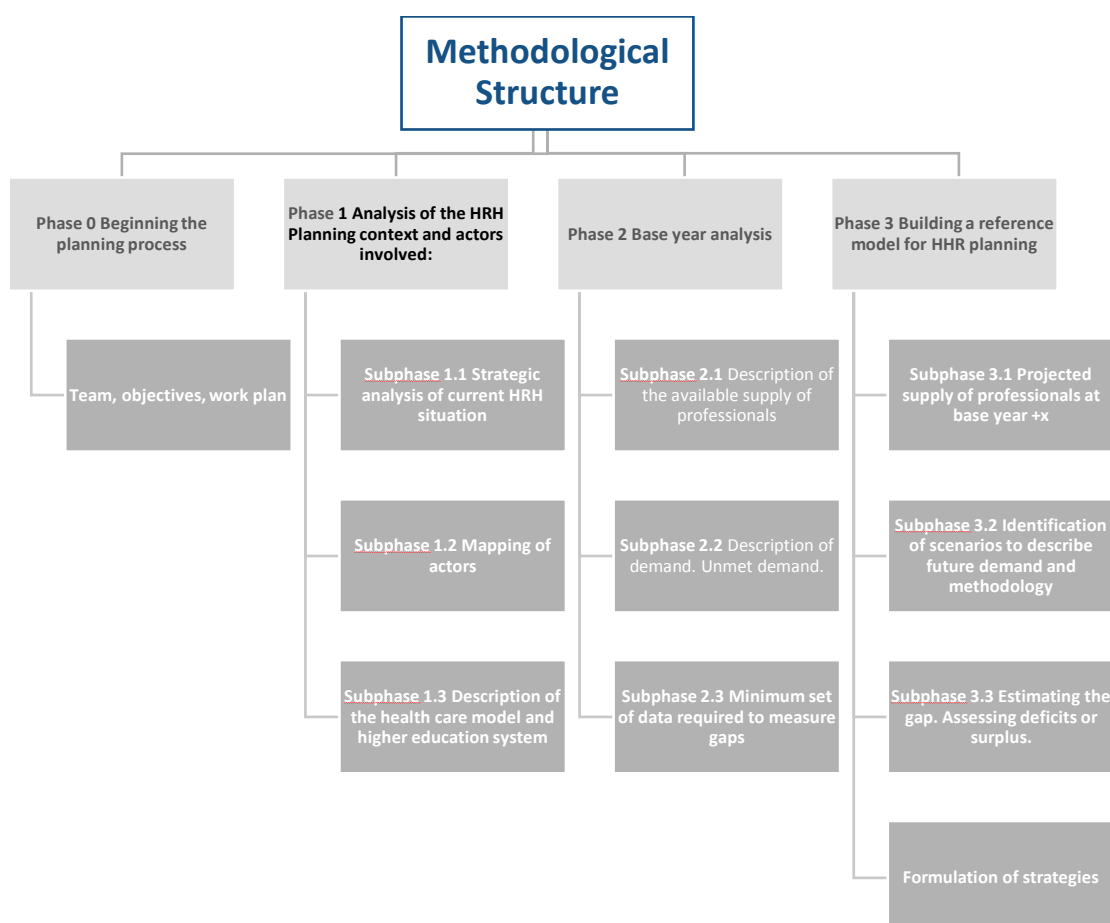 Methodological
Structure
Phase 0 Beginning the
planning process
Team, objectives, work plan
Phase 1 Analysis of the HRH
Planning context and actors
involved:
Subphase 1.1 Strategic
analysis of current HRH
situation
Subphase 1.2 Mapping of
actors
Subphase 1.3 Description of
the health care model and
higher education system
Phase 2 Base year analysis
Subphase 2.1 Description of
the available supply of
professionals
Subphase 2.2 Description of
demand. Unmet demand.
Subphase 2.3 Minimum set
of data required to measure
gaps
Phase 3 Building a reference
model for HHR planning
Subphase 3.1 Projected
supply of professionals at
base year +x
Subphase 3.2 Identification
of scenarios to describe
future demand and
methodology
Subphase 3.3 Estimating the
gap. Assessing deficits or
surplus.
Formulation of strategies